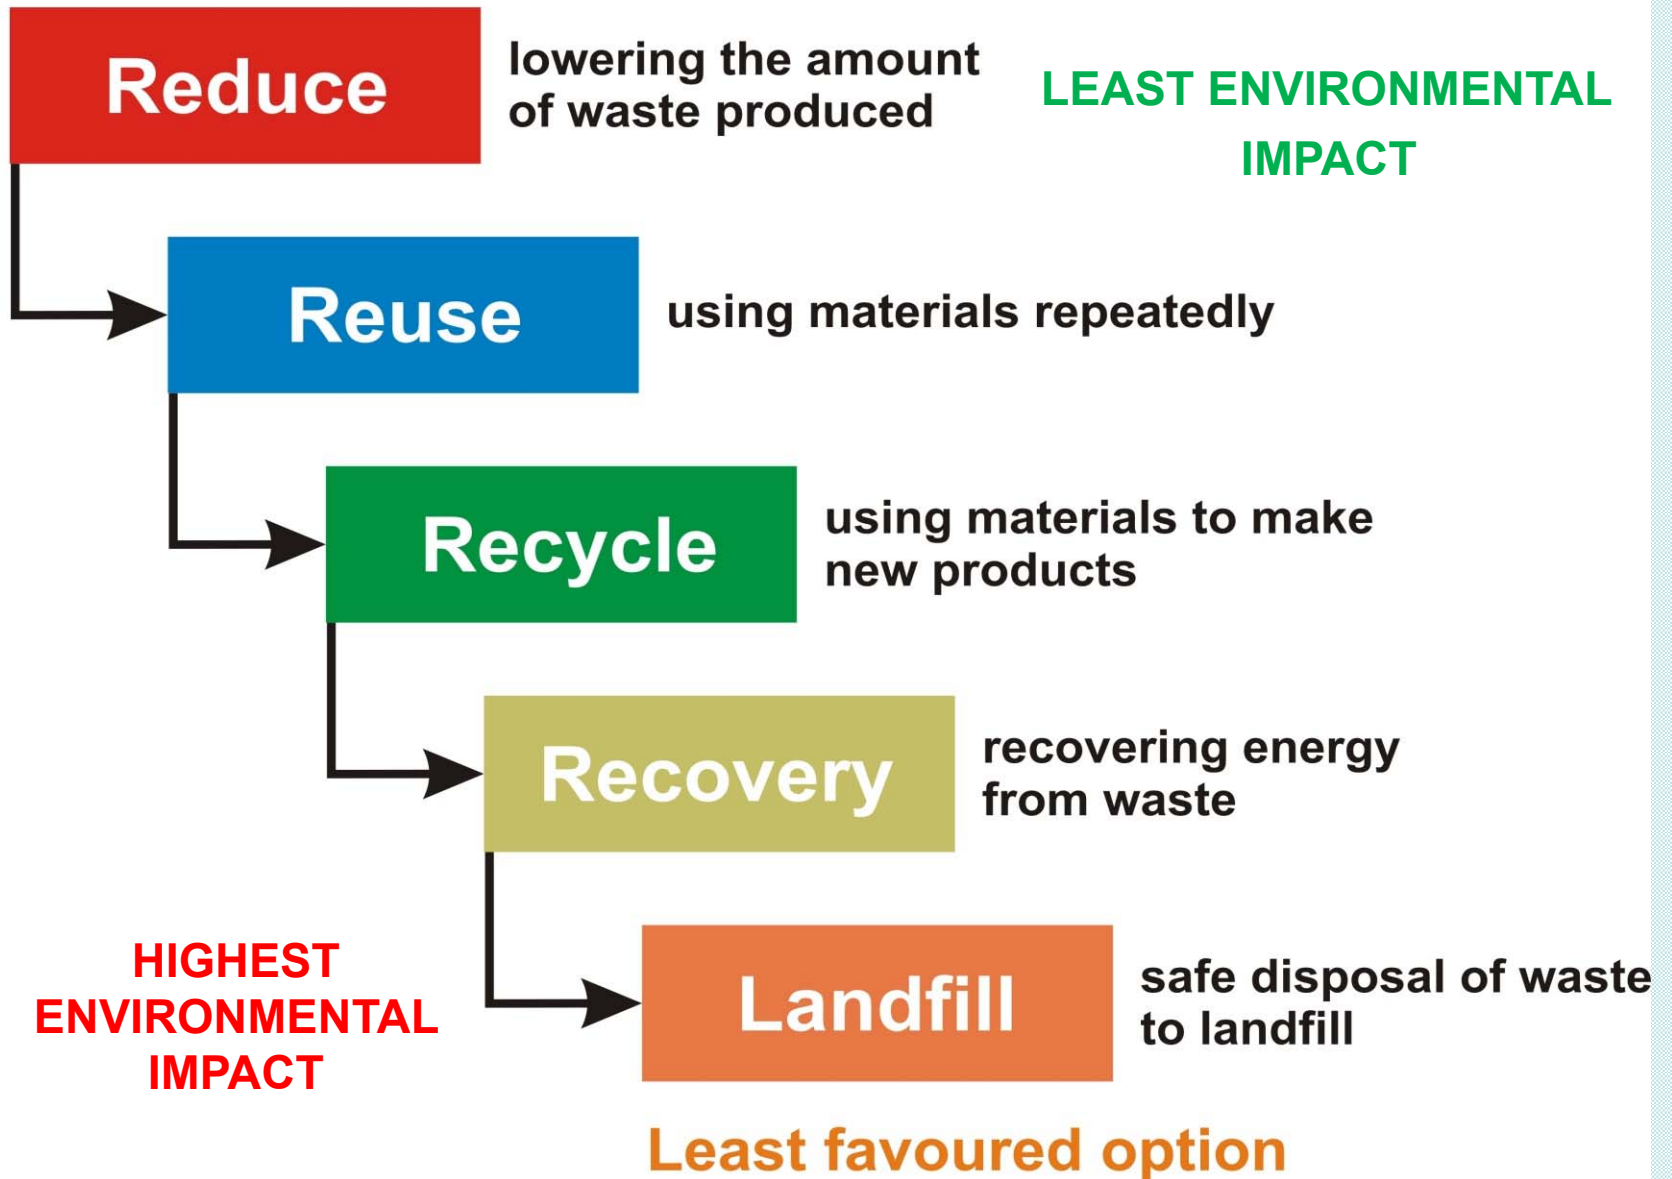 Reduce
lowering the amount
of waste produced
LEAST ENVIRONMENTAL
IMPACT
Reuse
using materials repeatedly
Recycle
using materials to make
new products
Recovery
recovering energy
from waste
HIGHEST
ENVIRONMENTAL
IMPACT
Landfill
safe disposal of waste
to landfill
Least favoured option